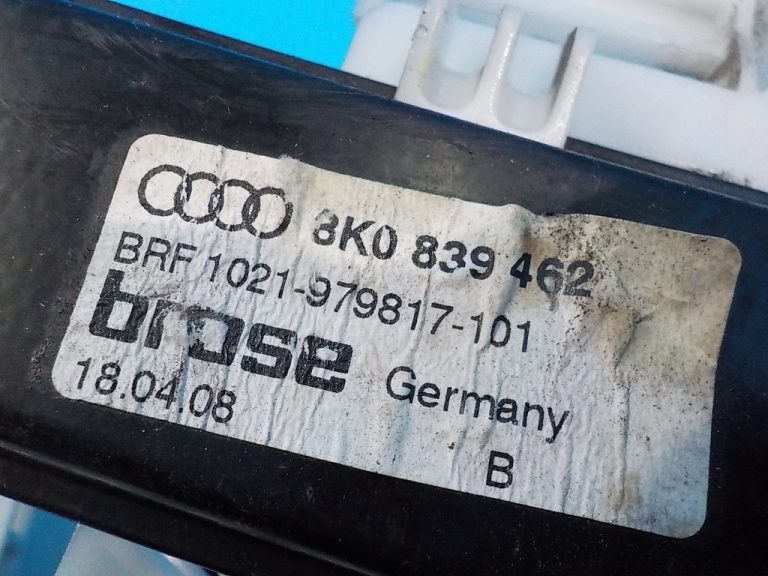 8K0 839 462
BRF 1021-979817-101
brose
Germany
18.04.08
B